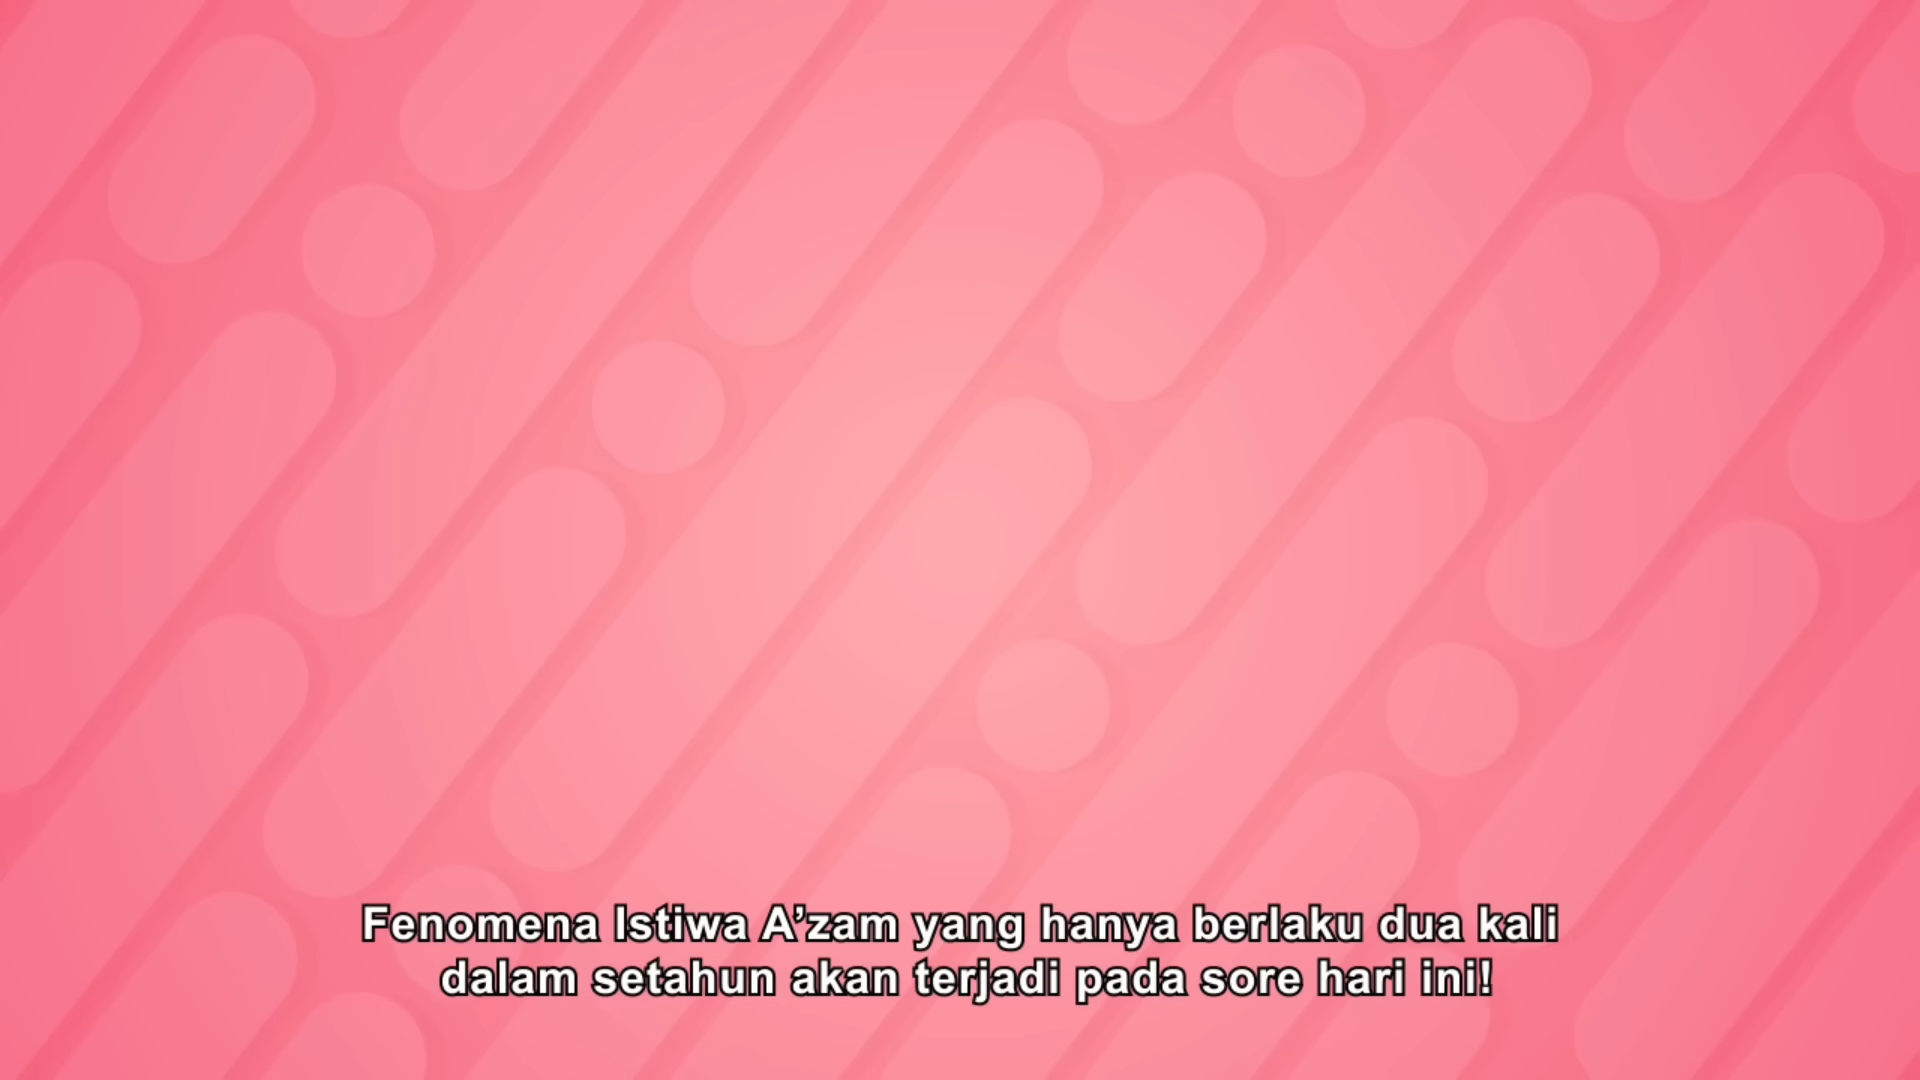 Fenomena Istiwa A’zam yang hanya berlaku dua kali
dalam setahun akan terjadi pada sore hari ini!